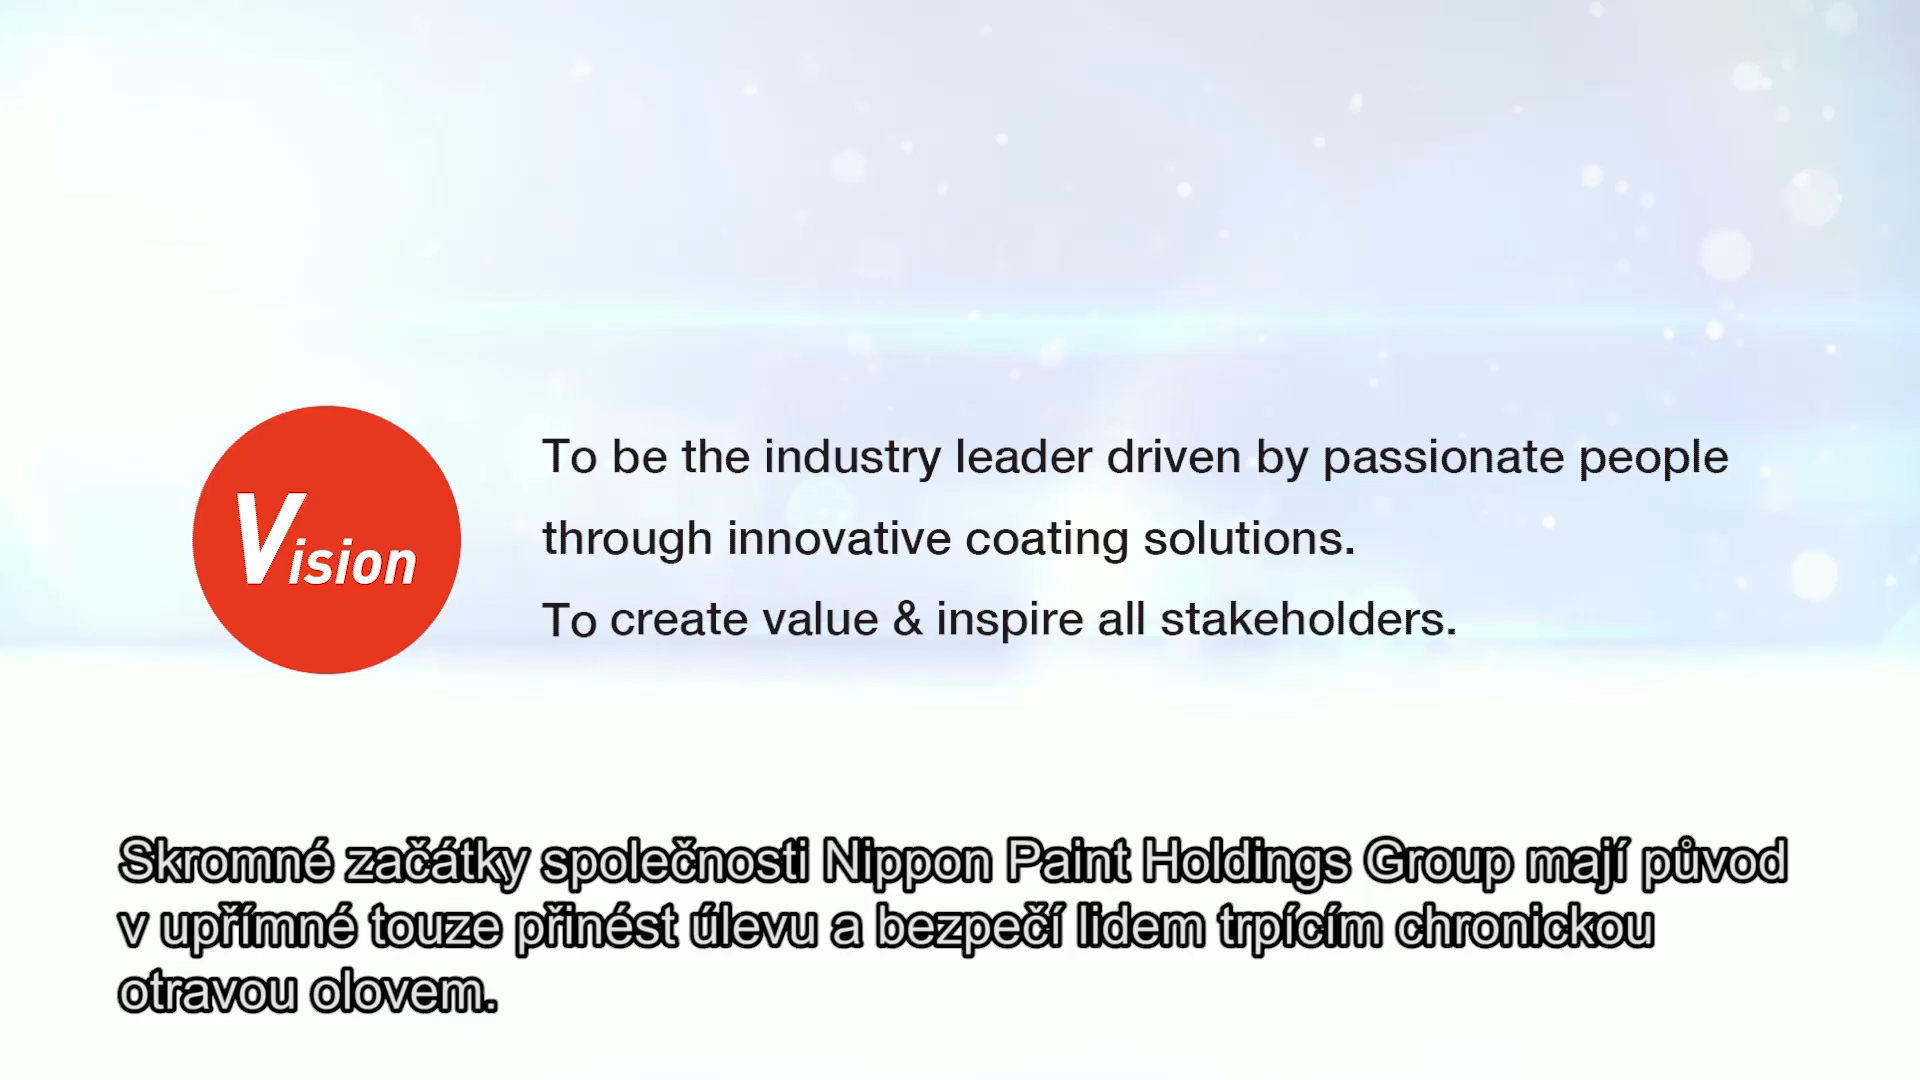 Vision
To be the industry leader driven by passionate people
through innovative coating solutions.
To create value & inspire all stakeholders.
Skromné začátky společnosti Nippon Paint Holdings Group mají původ
v upřímné touze přinést úlevu a bezpečí lidem trpícím chronickou
otravou olovem.